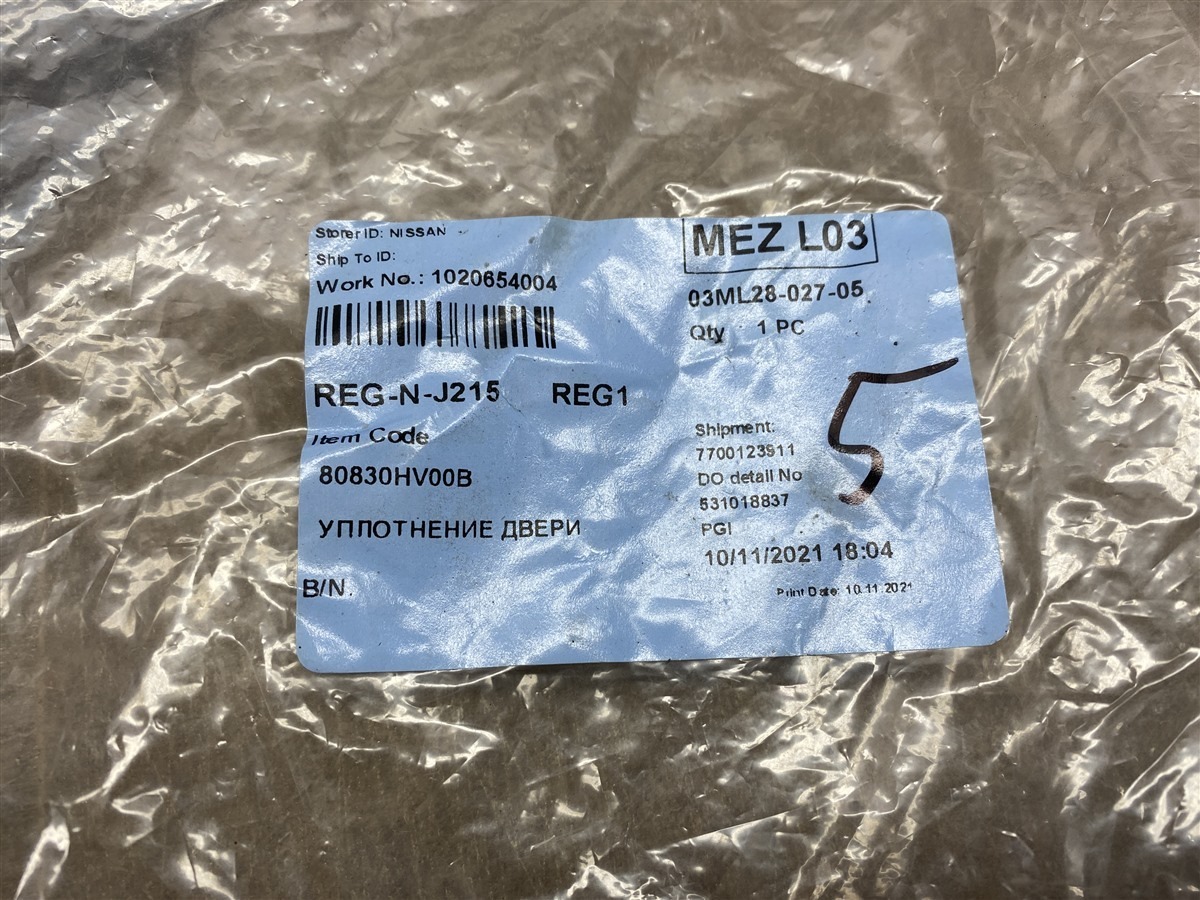 Storer ID: NISSAN
Ship To ID:
Work No.: 1020654004
REG-N-J215 REG1
Item Code
80830HV00B
УПЛОТНЕНИЕ ДВЕРИ
B/N.
MEZ L03
03ML28-027-05
Qty : 1 PC
5
Shipment:
7700123911
DO detail No
531018837
PGI
10/11/2021 18:04
Print Date: 10.11.2021